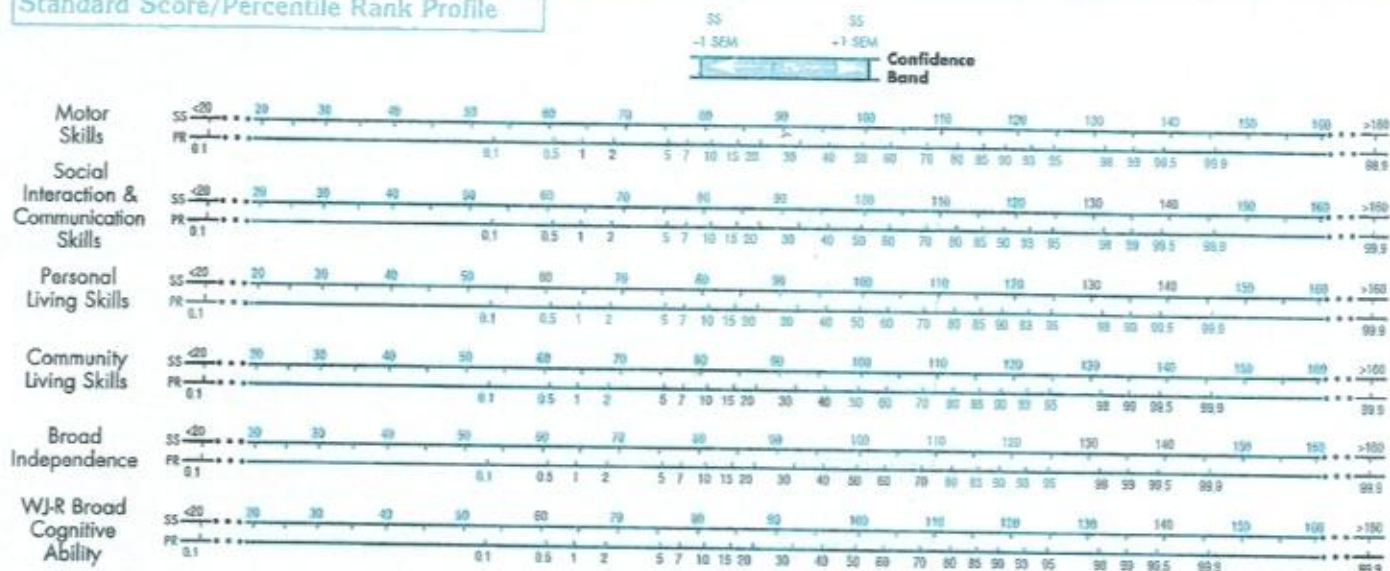 Standard Score/Percentile Rank Profile
SS SS
-1 SEM +1 SEM
Confidence
Band
Motor
Skills
SS <20 20 30 40 50 60 70 80 90 100 110 120 130 140 150 160 >160
PR 0.1 0.1 0.5 1 2 5 7 10 15 20 30 40 50 60 70 80 85 90 93 95 98 99 99.5 99.9 99.9
Social
Interaction &
Communication
Skills
SS <20 20 30 40 50 60 70 80 90 100 110 120 130 140 150 160 >160
PR 0.1 0.1 0.5 1 2 5 7 10 15 20 30 40 50 60 70 80 85 90 93 95 98 99 99.5 99.9 99.9
Personal
Living Skills
SS <20 20 30 40 50 60 70 80 90 100 110 120 130 140 150 160 >160
PR 0.1 0.1 0.5 1 2 5 7 10 15 20 30 40 50 60 70 80 85 90 93 95 98 99 99.5 99.9 99.9
Community
Living Skills
SS <20 20 30 40 50 60 70 80 90 100 110 120 130 140 150 160 >160
PR 0.1 0.1 0.5 1 2 5 7 10 15 20 30 40 50 60 70 80 85 90 93 95 98 99 99.5 99.9 99.9
Broad
Independence
SS <20 20 30 40 50 60 70 80 90 100 110 120 130 140 150 160 >160
PR 0.1 0.1 0.5 1 2 5 7 10 15 20 30 40 50 60 70 80 85 90 93 95 98 99 99.5 99.9 99.9
WJ-R Broad
Cognitive
Ability
SS <20 20 30 40 50 60 70 80 90 100 110 120 130 140 150 160 >160
PR 0.1 0.1 0.5 1 2 5 7 10 15 20 30 40 50 60 70 80 85 90 93 95 98 99 99.5 99.9 99.9